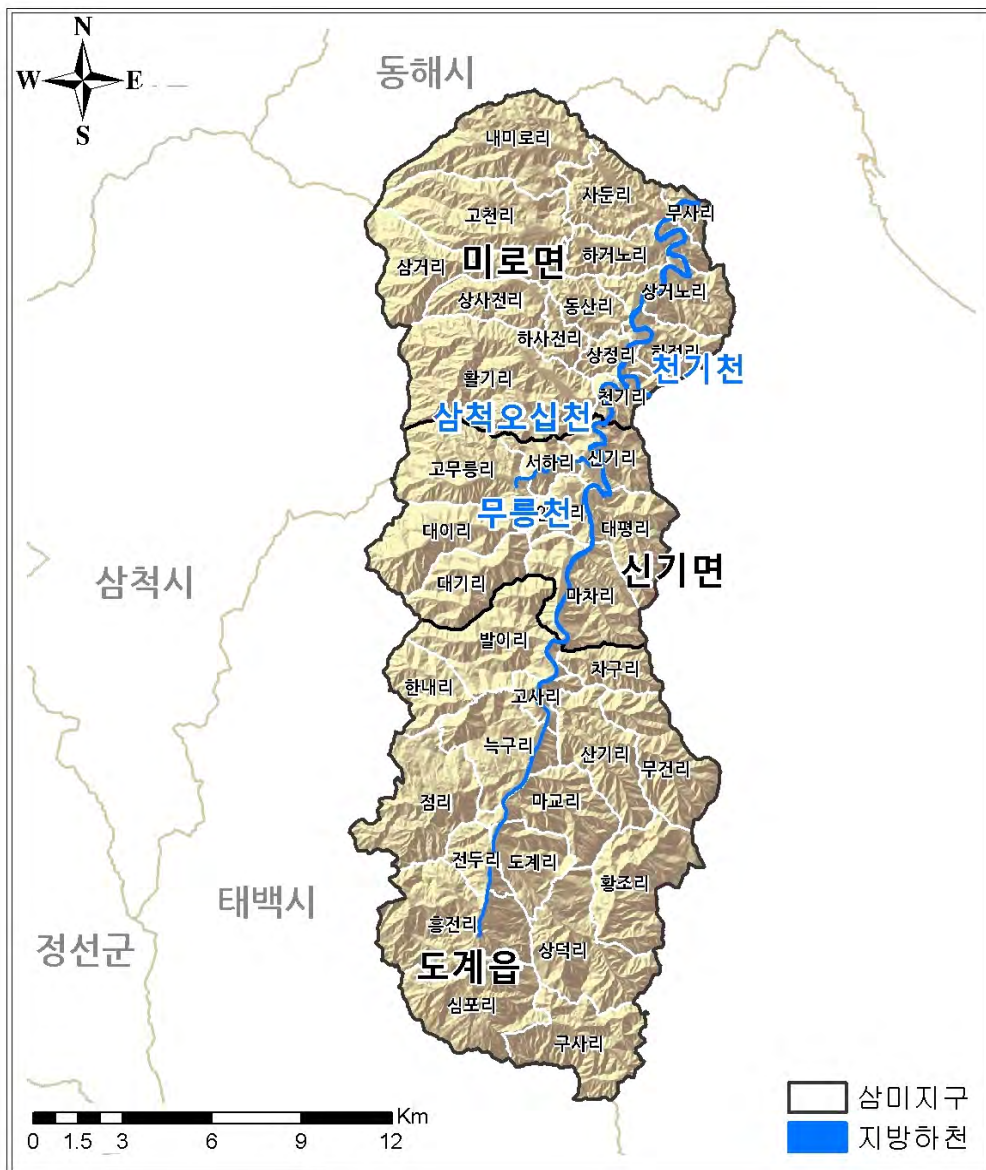 N
W E
S
동해시
내미로리
사둔리
무사리
고천리
미로면
하거노리
삼거리
상거노리
상사전리
동산리
하사전리
상정리
활기리
천기천
천기리
삼척오십천
고무릉리
서하리
신기리
무릉천
대이리
대평리
신기면
삼척시
대기리
마차리
발이리
차구리
한내리
고사리
늑구리
산기리
무건리
점리
마교리
전두리
도계리
황조리
태백시
흥전리
정선군
상덕리
도계읍
심포리
구사리
Km
0 1.5 3 6 9 12
삼미지구
지방하천